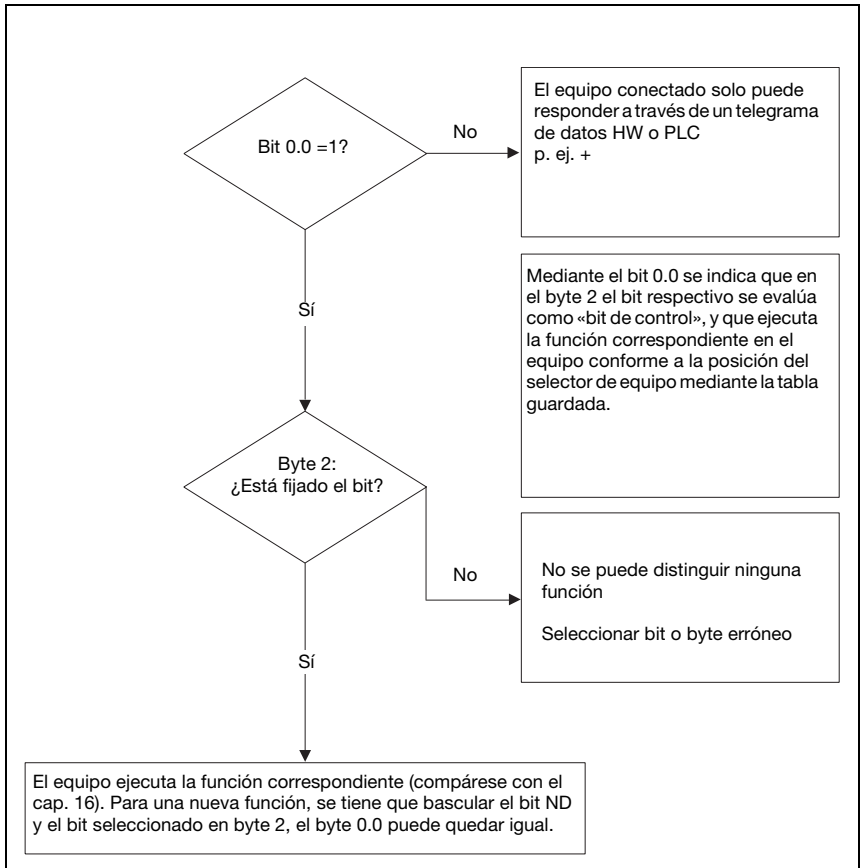 Bit 0.0 =1?
No
El equipo conectado solo puede
responder a través de un telegrama
de datos HW o PLC
p. ej. +
Sí
Mediante el bit 0.0 se indica que en
el byte 2 el bit respectivo se evalúa
como «bit de control», y que ejecuta
la función correspondiente en el
equipo conforme a la posición del
selector de equipo mediante la tabla
guardada.
Byte 2:
¿Está fijado el bit?
No
No se puede distinguir ninguna
función
Seleccionar bit o byte erróneo
Sí
El equipo ejecuta la función correspondiente (compárese con el
cap. 16). Para una nueva función, se tiene que bascular el bit ND
y el bit seleccionado en byte 2, el byte 0.0 puede quedar igual.